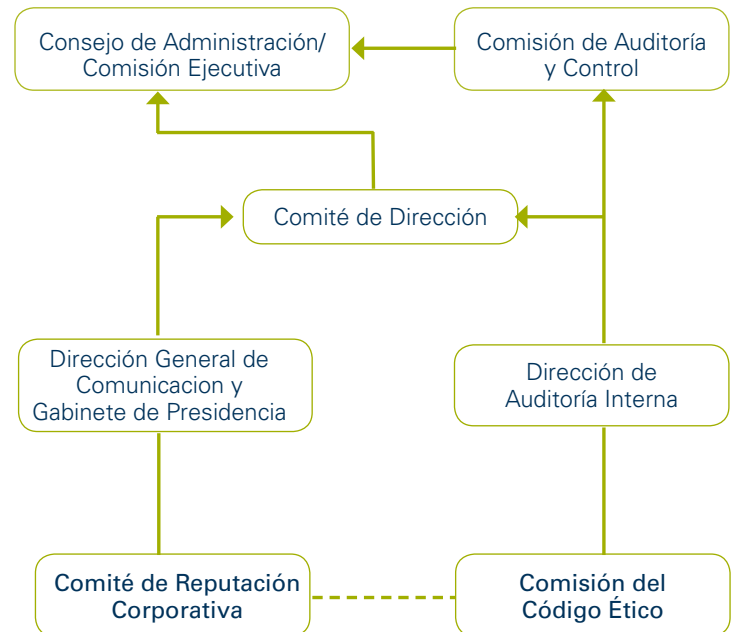 Consejo de Administración/
Comisión Ejecutiva
Comisión de Auditoría
y Control
Comité de Dirección
Dirección General de
Comunicacion y
Gabinete de Presidencia
Dirección de
Auditoría Interna
Comité de Reputación
Corporativa
Comisión del
Código Ético